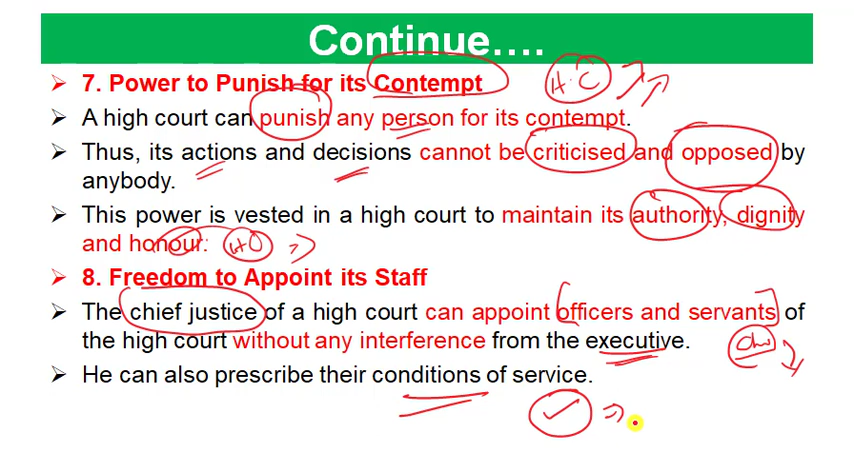 Continue….
➤ 7. Power to Punish for its Contempt H.C
➤ A high court can punish any person for its contempt.
➤ Thus, its actions and decisions cannot be criticised and opposed by
anybody.
➤ This power is vested in a high court to maintain its authority, dignity
and honour.
➤ 8. Freedom to Appoint its Staff
➤ The chief justice of a high court can appoint officers and servants of
the high court without any interference from the executive.
➤ He can also prescribe their conditions of service.